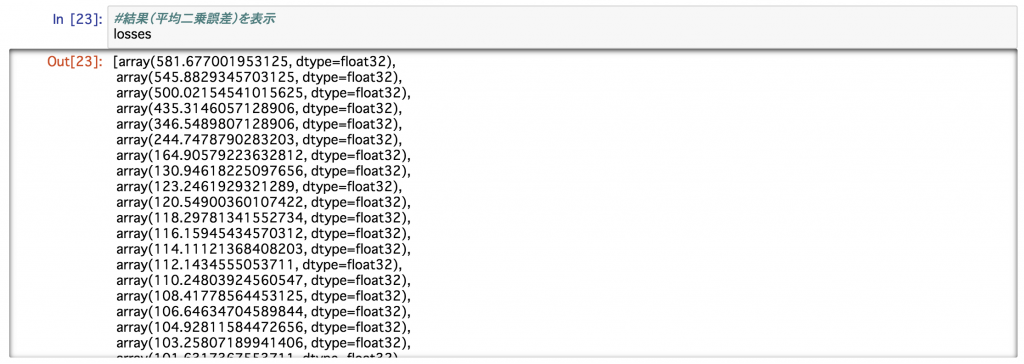 In [23]: #結果(平均二乗誤差)を表示
losses
Out[23]: [array(581.677001953125, dtype=float32),
array(545.8829345703125, dtype=float32),
array(500.02154541015625, dtype=float32),
array(435.3146057128906, dtype=float32),
array(346.5489807128906, dtype=float32),
array(244.7478790283203, dtype=float32),
array(164.90579223632812, dtype=float32),
array(130.94618225097656, dtype=float32),
array(123.2461929321289, dtype=float32),
array(120.54900360107422, dtype=float32),
array(118.29781341552734, dtype=float32),
array(116.15945434570312, dtype=float32),
array(114.11121368408203, dtype=float32),
array(112.1434555053711, dtype=float32),
array(110.24803924560547, dtype=float32),
array(108.41778564453125, dtype=float32),
array(106.64634704589844, dtype=float32),
array(104.92811584472656, dtype=float32),
array(103.25807189941406, dtype=float32),
array(101.6317367553711, dtype=float32),